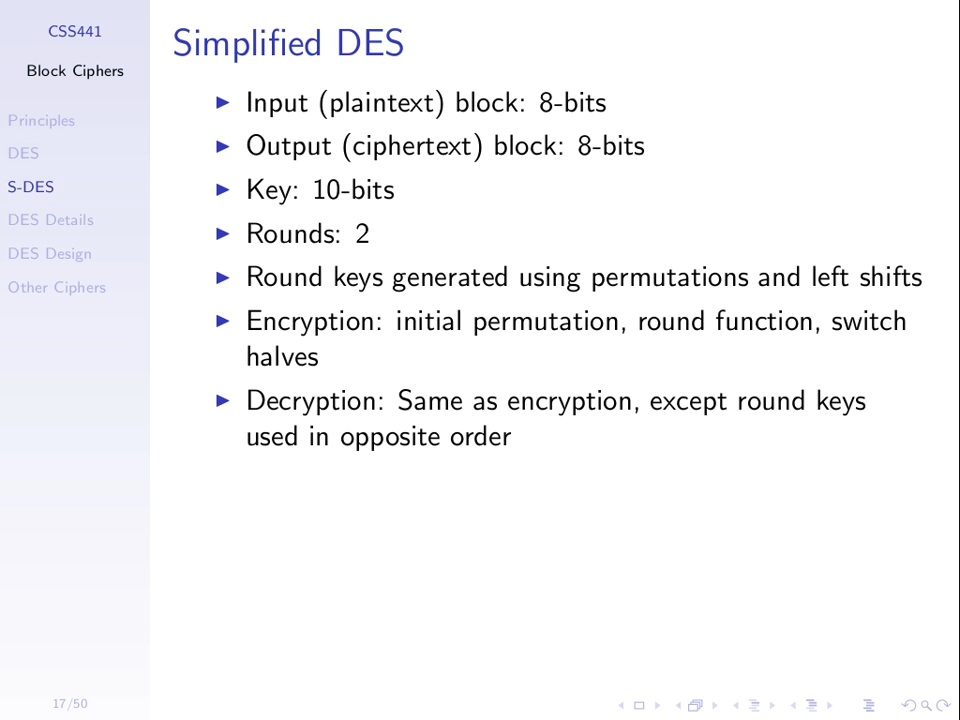 CSS441
Block Ciphers
Principles
DES
S-DES
DES Details
DES Design
Other Ciphers
17/50
Simplified DES
Input (plaintext) block: 8-bits
Output (ciphertext) block: 8-bits
Key: 10-bits
Rounds: 2
Round keys generated using permutations and left shifts
Encryption: initial permutation, round function, switch
halves
Decryption: Same as encryption, except round keys
used in opposite order